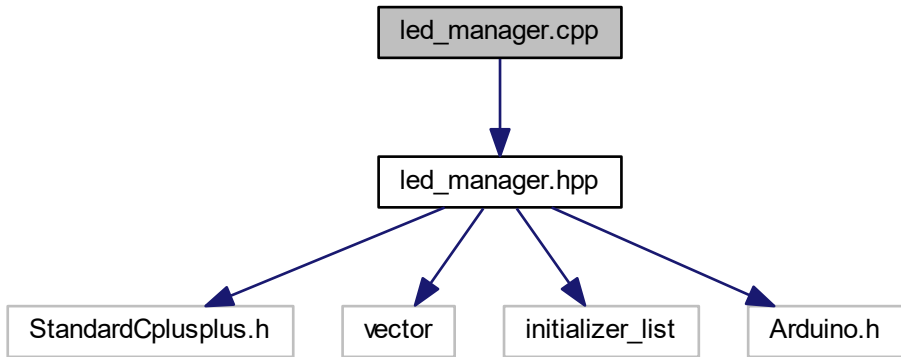 led_manager.cpp
led_manager.hpp
StandardCplusplus.h
vector
initializer_list
Arduino.h